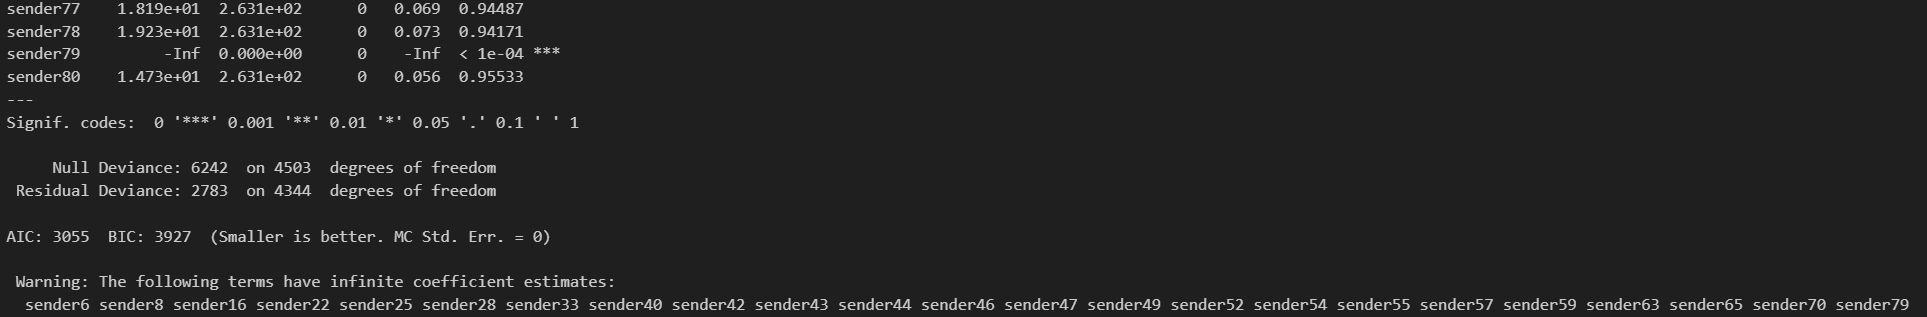 sender77    1.819e+01  2.631e+02      0   0.069  0.94487
sender78    1.923e+01  2.631e+02      0   0.073  0.94171
sender79         -Inf  0.000e+00      0    -Inf  < 1e-04 ***
sender80    1.473e+01  2.631e+02      0   0.056  0.95533
---
Signif. codes:  0 '***' 0.001 '**' 0.01 '*' 0.05 '.' 0.1 ' ' 1
     Null Deviance: 6242  on 4503  degrees of freedom
 Residual Deviance: 2783  on 4344  degrees of freedom
AIC: 3055  BIC: 3927  (Smaller is better. MC Std. Err. = 0)
 Warning: The following terms have infinite coefficient estimates:
  sender6 sender8 sender16 sender22 sender25 sender28 sender33 sender40 sender42 sender43 sender44 sender46 sender47 sender49 sender52 sender54 sender55 sender57 sender59 sender63 sender65 sender70 sender79